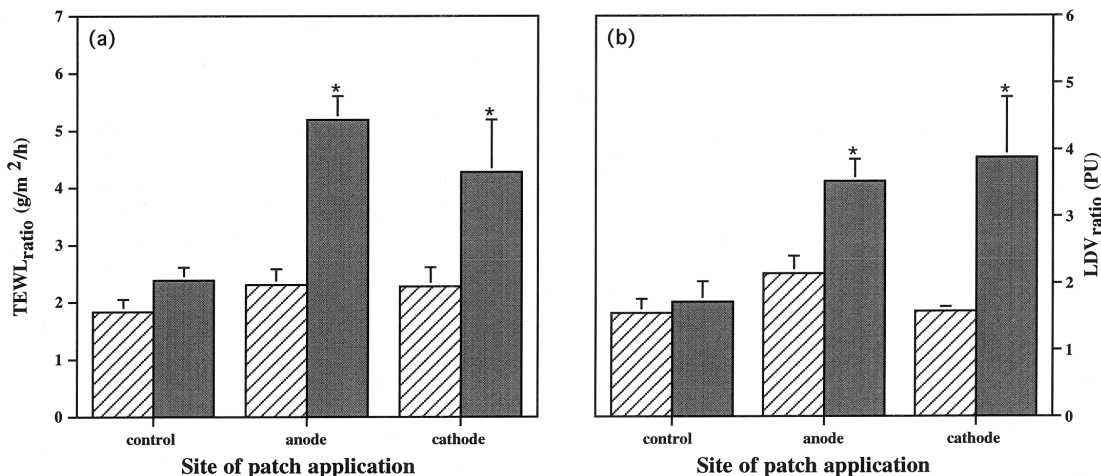 (a)
7
6
5
4
3
2
1
0
TEWLratio (g/m 2/h)
control anode cathode
Site of patch application
*
*
(b)
6
5
4
3
2
1
0
LDVratio (PU)
control anode cathode
Site of patch application
*
*